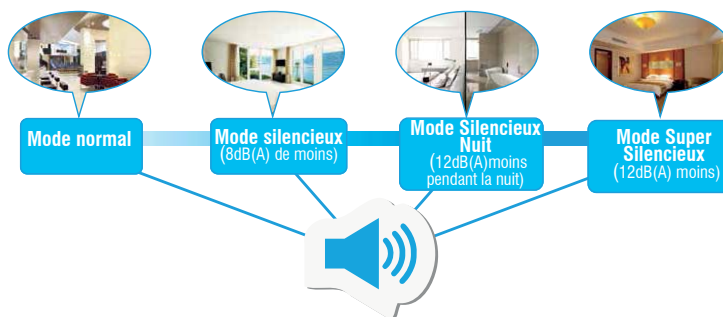 Mode normal
Mode silencieux
(8dB(A) de moins)
Mode Silencieux
Nuit
(12dB(A)moins
pendant la nuit)
Mode Super
Silencieux
(12dB(A) moins)